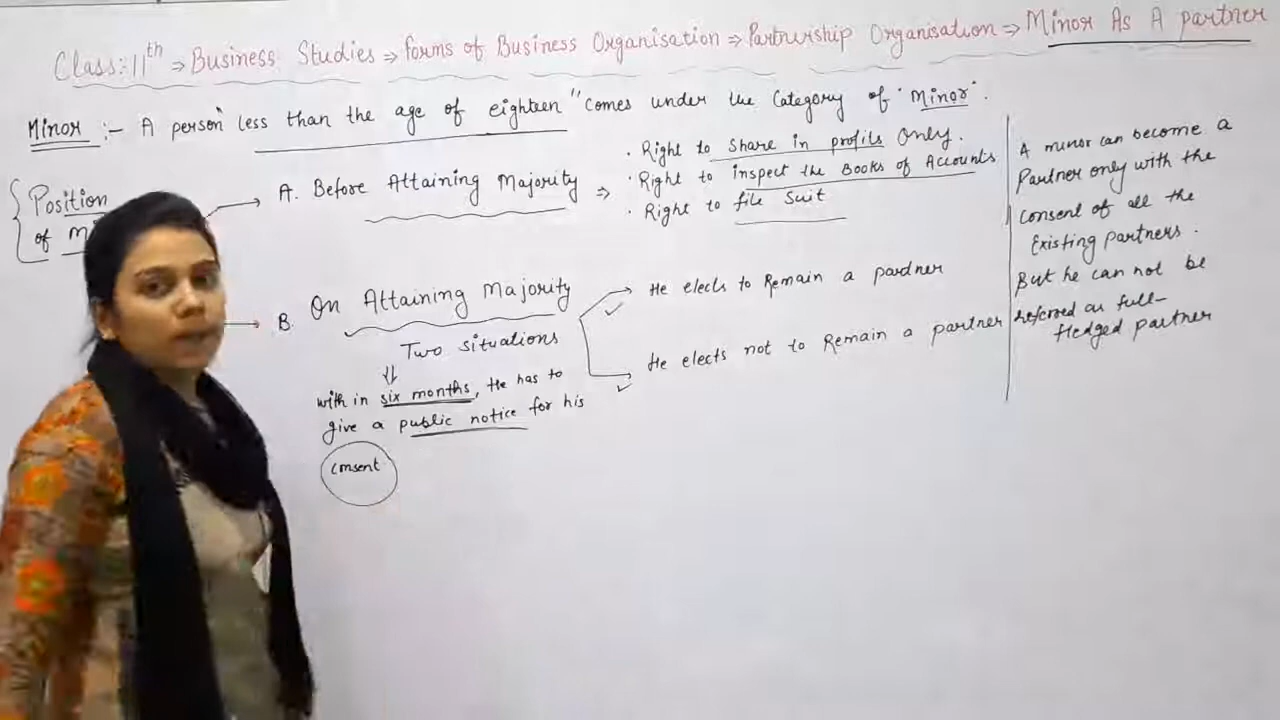 Class:11th ⇒ Business Studies ⇒ forms of Business Organisation ⇒ Partnership Organisation ⇒ Minor As A partner
Minor :- A person less than the age of eighteen "comes under the Category of 'Minor'.
Position
of
A. Before Attaining Majority ⇒
· Right to share in profits Only.
· Right to inspect the Books of Accounts
· Right to file suit
B. On Attaining Majority
Two situations
⇓
with in six months, He has to
give a public notice for his
consent
He elects to Remain a partner
He elects not to Remain a partner
A minor can become a
Partner only with the
Consent of all the
Existing partners.
But he can not be
referred as full-
fledged partner